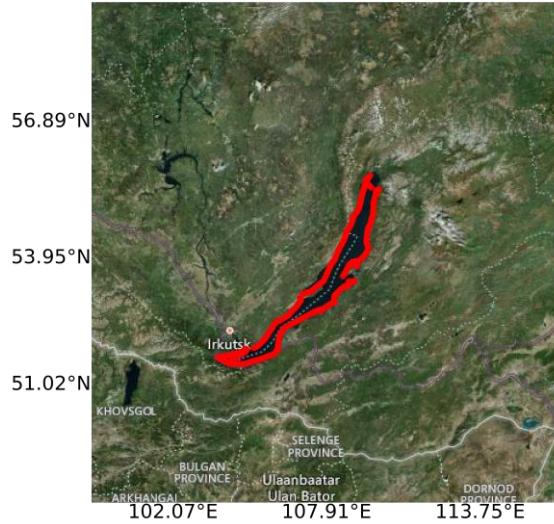 56.89°N
53.95°N
51.02°N
Irkutsk
KHOVSGOL
SELENGE
PROVINCE
BULGAN
PROVINCE
Ulaanbaatar
Ulan Bator
ARKHANGAI
DORNOD
PROVINCE
102.07°E
107.91°E
113.75°E